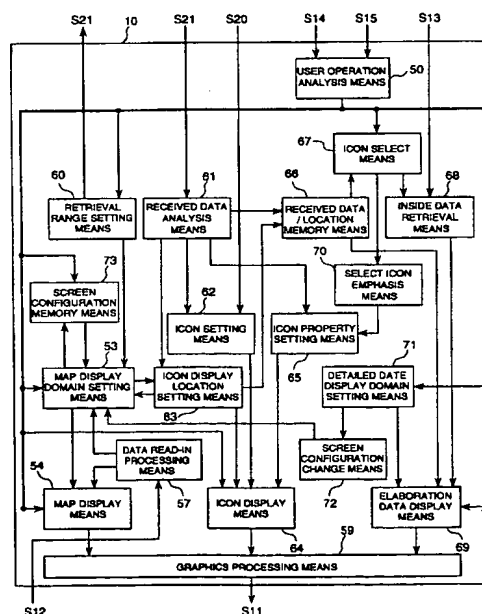 S21 S21 S20 S14 S15 S13
10
USER OPERATION
ANALYSIS MEANS
50
67
ICON SELECT
MEANS
60
RETRIEVAL
RANGE SETTING
MEANS
61
RECEIVED DATA
ANALYSIS MEANS
66
RECEIVED DATA
/ LOCATION
MEMORY MEANS
68
INSIDE DATA
RETRIEVAL MEANS
73
SCREEN
CONFIGURATION
MEMORY MEANS
62
ICON SETTING
MEANS
70
SELECT ICON
EMPHASIS
MEANS
53
MAP DISPLAY
DOMAIN SETTING
MEANS
ICON DISPLAY
LOCATION
SETTING MEANS
63
ICON PROPERTY
SETTING MEANS
65
71
DETAILED DATE
DISPLAY DOMAIN
SETTING MEANS
DATA READ-IN
PROCESSING
MEANS
57
SCREEN
CONFIGURATION
CHANGE MEANS
72
54
MAP DISPLAY
MEANS
ICON DISPLAY
MEANS
64
ELABORATION
DATA DISPLAY
MEANS
69
59
GRAPHICS PROCESSING MEANS
S12 S11